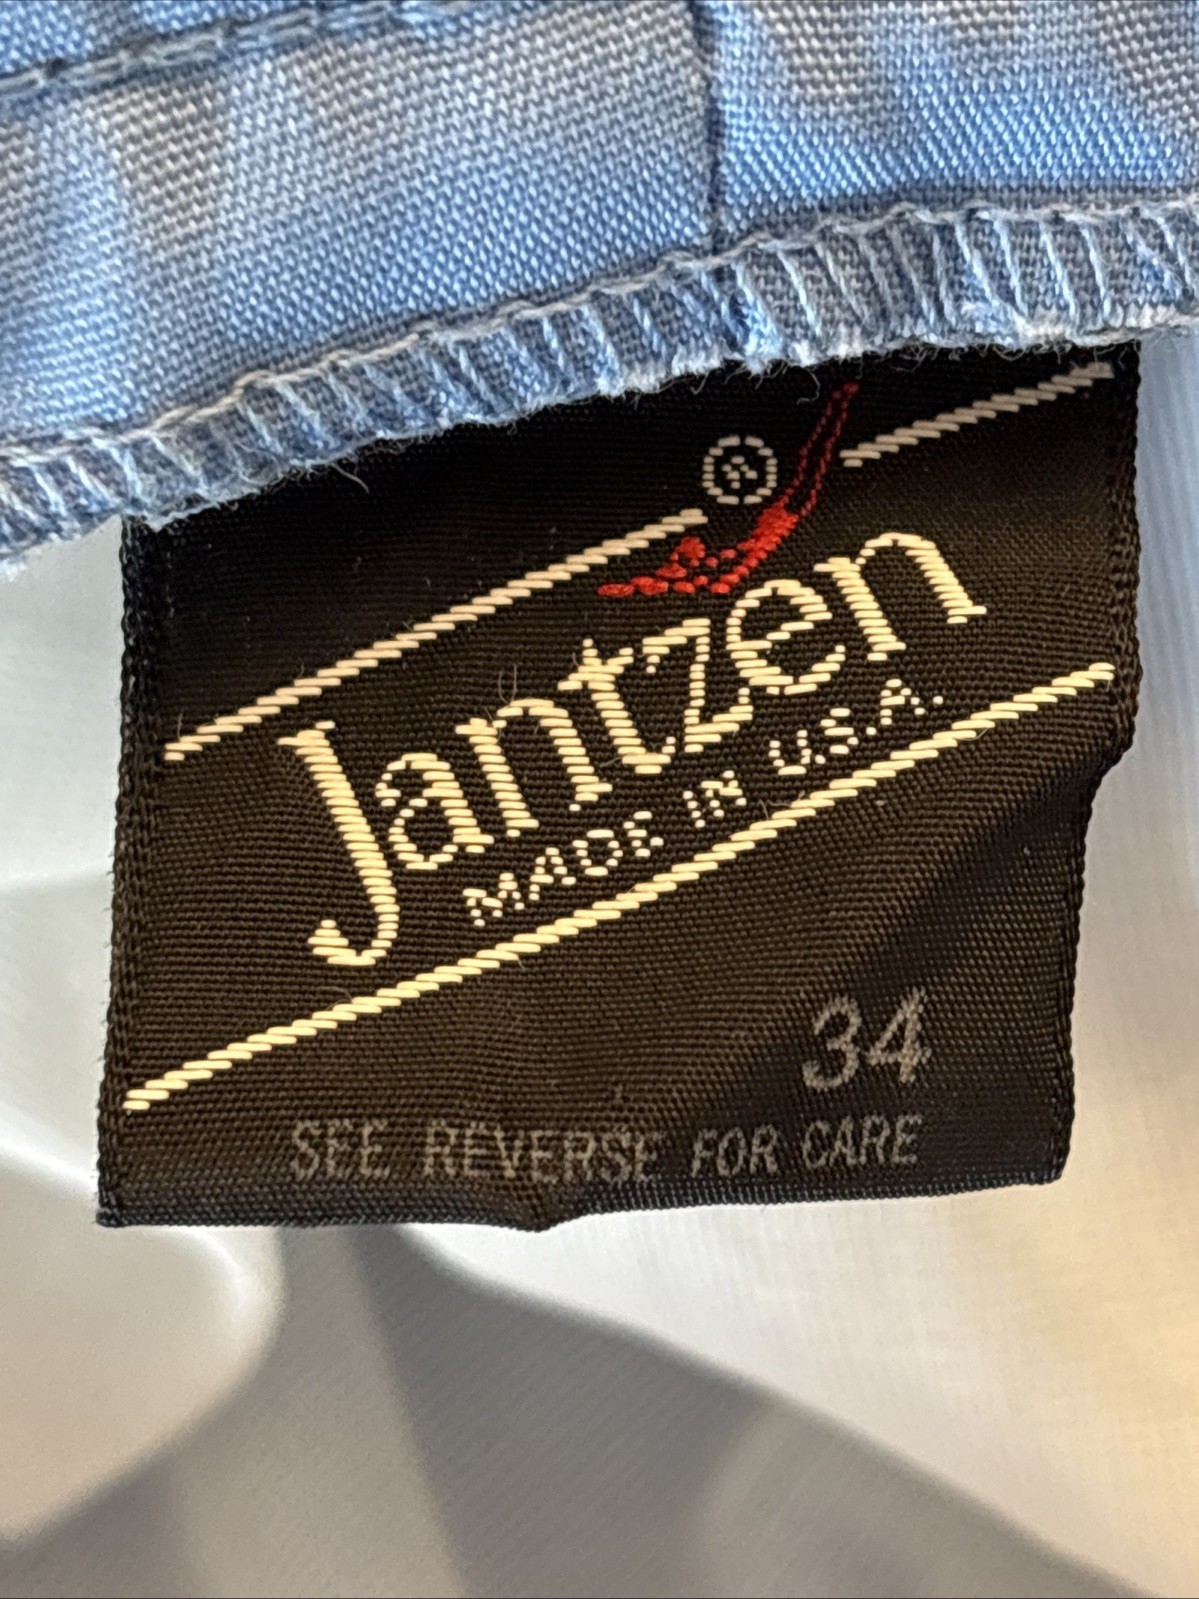 ®
Jantzen
MADE IN U.S.A.
34
SEE REVERSE FOR CARE